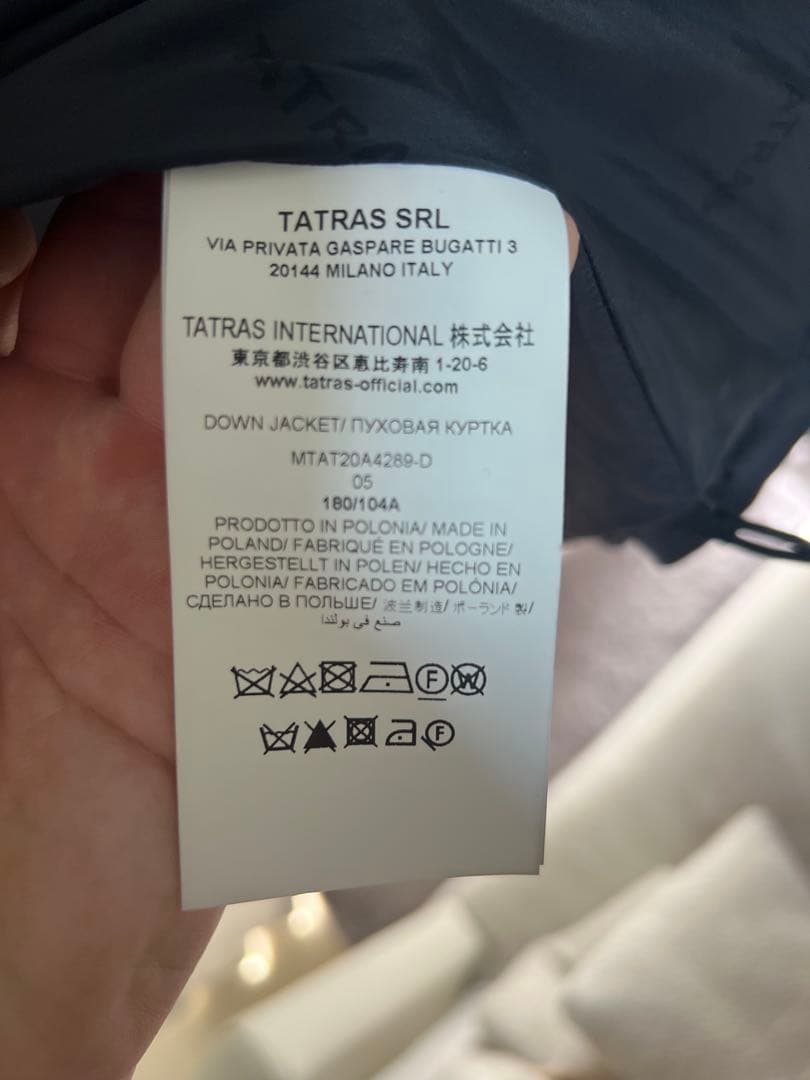 TATRAS SRL
VIA PRIVATA GASPARE BUGATTI 3
20144 MILANO ITALY
TATRAS INTERNATIONAL 株式会社
東京都渋谷区恵比寿南 1-20-6
www.tatras-official.com
DOWN JACKET/ ПУХОВАЯ КУРТКА
MTAT20A4289-D
05
180/104A
PRODOTTO IN POLONIA/ MADE IN
POLAND/ FABRIQUÉ EN POLOGNE/
HERGESTELLT IN POLEN/ HECHO EN
POLONIA/ FABRICADO EM POLÓNIA/
СДЕЛАНО В ПОЛЬШЕ/ 波兰制造/ ポーランド 製/
صنع في بولندا
F W
F